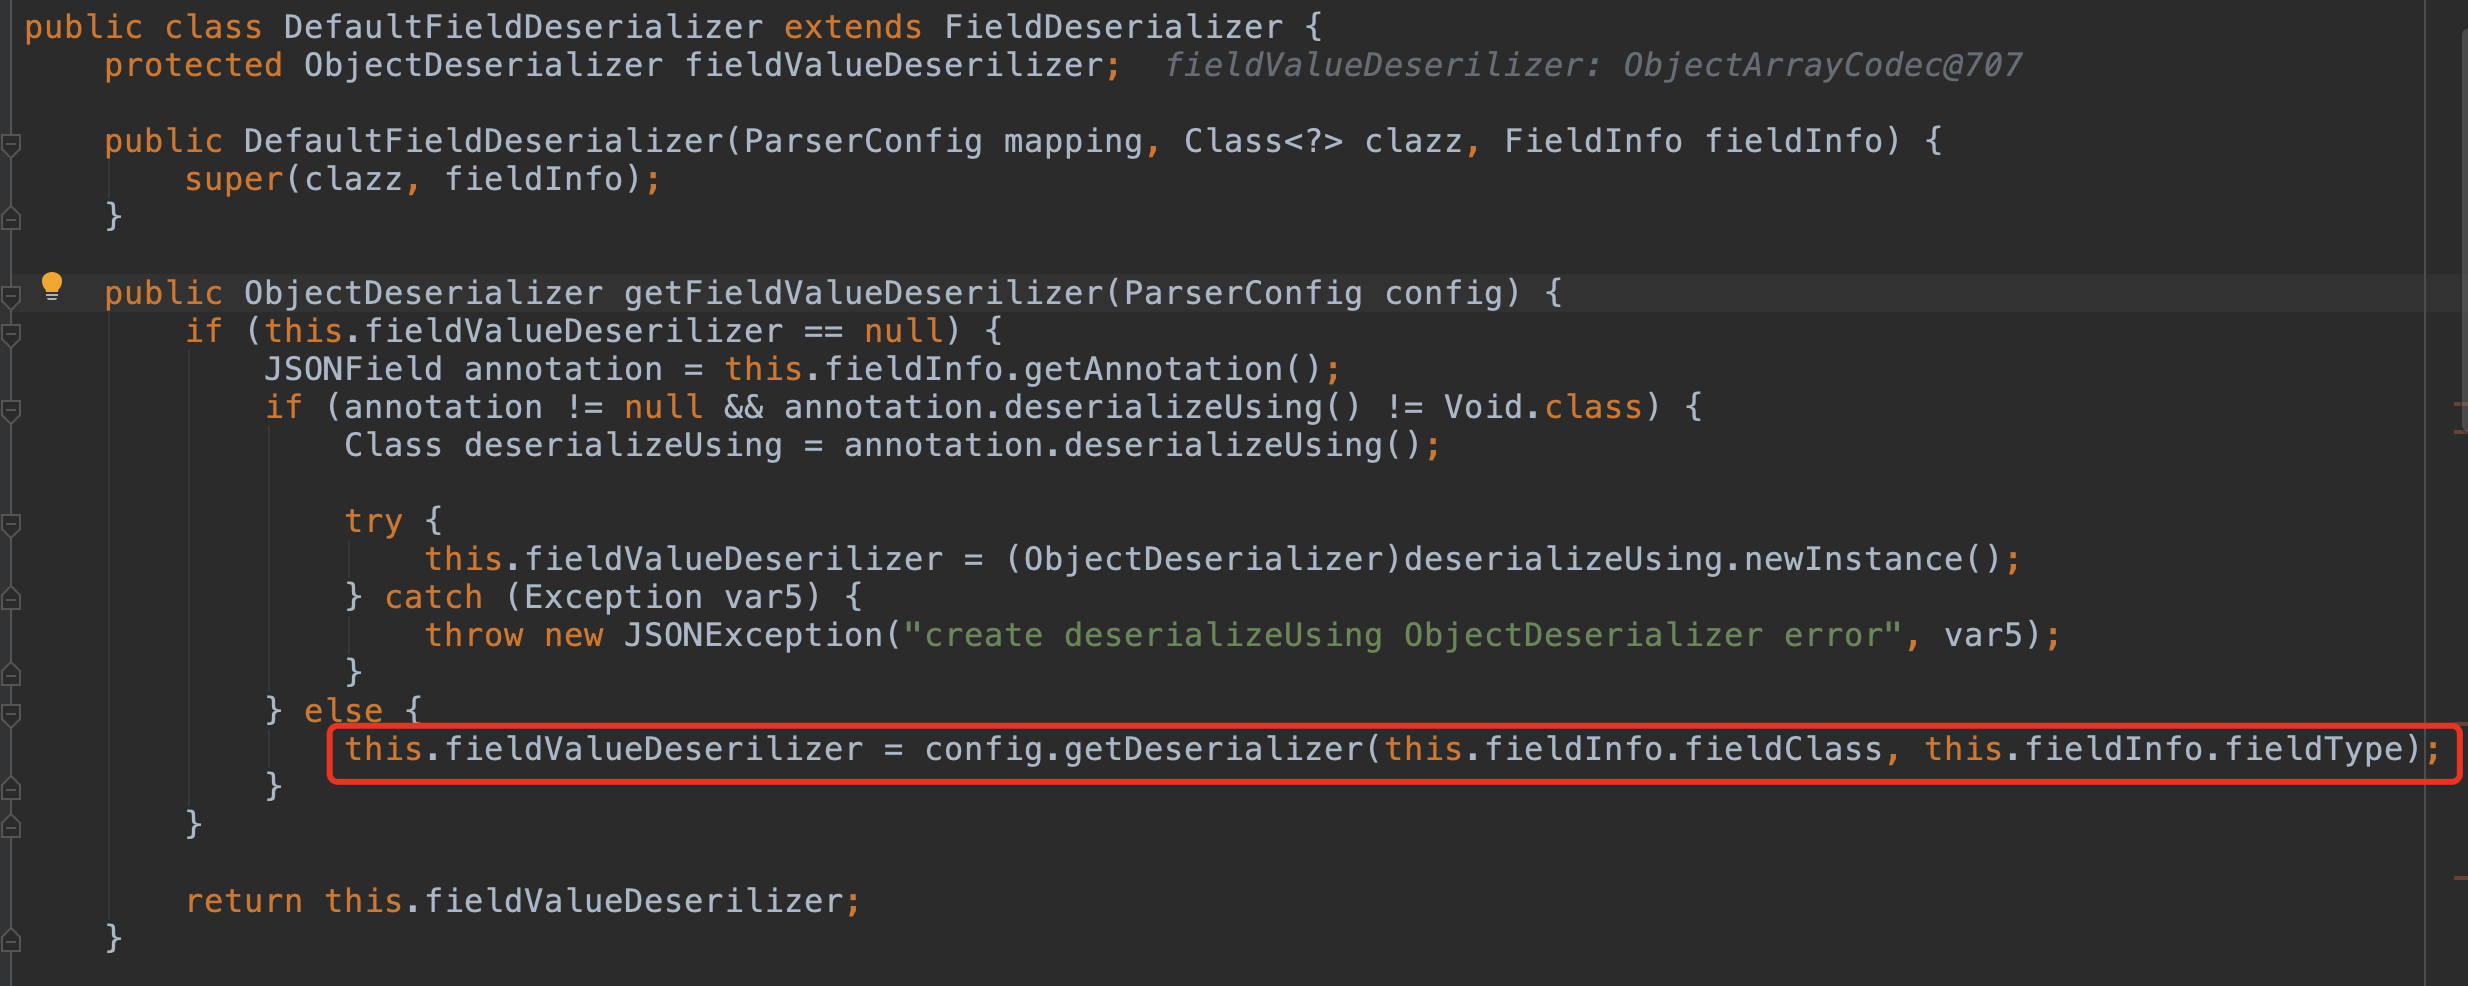 public class DefaultFieldDeserializer extends FieldDeserializer {
protected ObjectDeserializer fieldValueDeserilizer; fieldValueDeserilizer: ObjectArrayCodec@707
public DefaultFieldDeserializer(ParserConfig mapping, Class<?> clazz, FieldInfo fieldInfo) {
super(clazz, fieldInfo);
}
public ObjectDeserializer getFieldValueDeserilizer(ParserConfig config) {
if (this.fieldValueDeserilizer == null) {
JSONField annotation = this.fieldInfo.getAnnotation();
if (annotation != null && annotation.deserializeUsing() != Void.class) {
Class deserializeUsing = annotation.deserializeUsing();
try {
this.fieldValueDeserilizer = (ObjectDeserializer)deserializeUsing.newInstance();
} catch (Exception var5) {
throw new JSONException("create deserializeUsing ObjectDeserializer error", var5);
}
} else {
this.fieldValueDeserilizer = config.getDeserializer(this.fieldInfo.fieldClass, this.fieldInfo.fieldType);
}
}
return this.fieldValueDeserilizer;
}